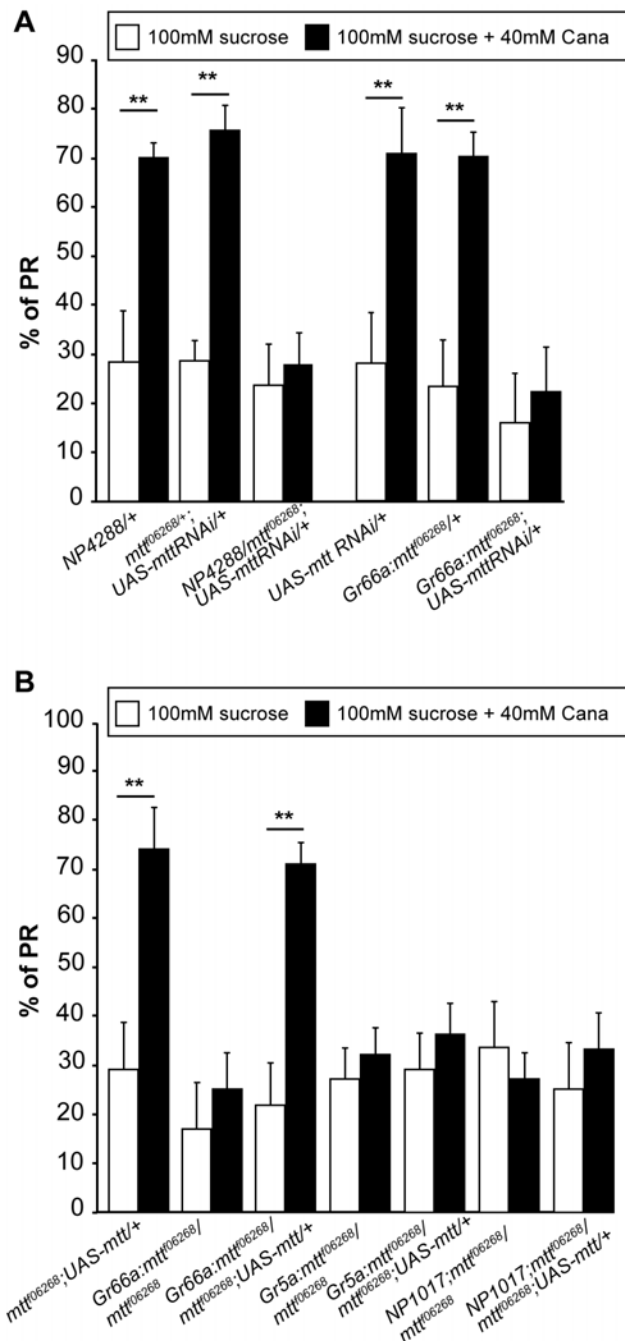 A
100mM sucrose
100mM sucrose + 40mM Cana
90
80
70
60
50
40
30
20
10
0
% of PR
**
**
**
**
NP4288/+
mtt^f06268/+;
UAS-mttRNAi/+
NP4288/mtt^f06268;
UAS-mttRNAi/+
UAS-mtt RNAi/+
Gr66a:mtt^f06268/+
Gr66a:mtt^f06268;
UAS-mttRNAi/+
B
100mM sucrose
100mM sucrose + 40mM Cana
100
90
80
70
60
50
40
30
20
10
0
% of PR
**
**
mtt^f06268;UAS-mtt/+
Gr66a:mtt^f06268/
mtt^f06268
Gr66a:mtt^f06268/
mtt^f06268;UAS-mtt/+
Gr5a:mtt^f06268/
mtt^f06268
Gr5a:mtt^f06268/
mtt^f06268;UAS-mtt/+
NP1017;mtt^f06268/
mtt^f06268
NP1017;mtt^f06268/
mtt^f06268;UAS-mtt/+